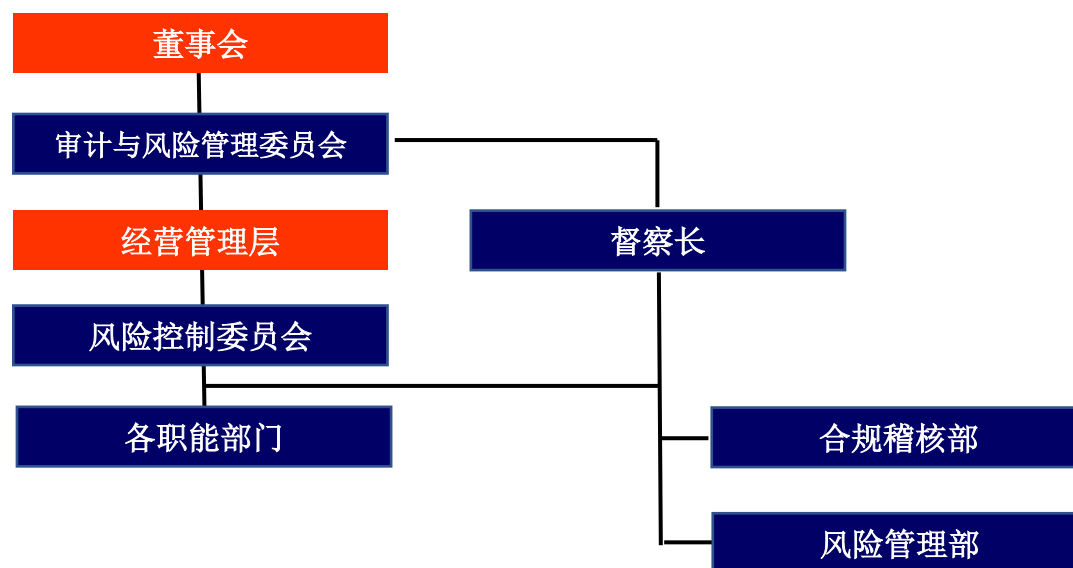 董事会
审计与风险管理委员会
经营管理层
督察长
风险控制委员会
各职能部门
合规稽核部
风险管理部